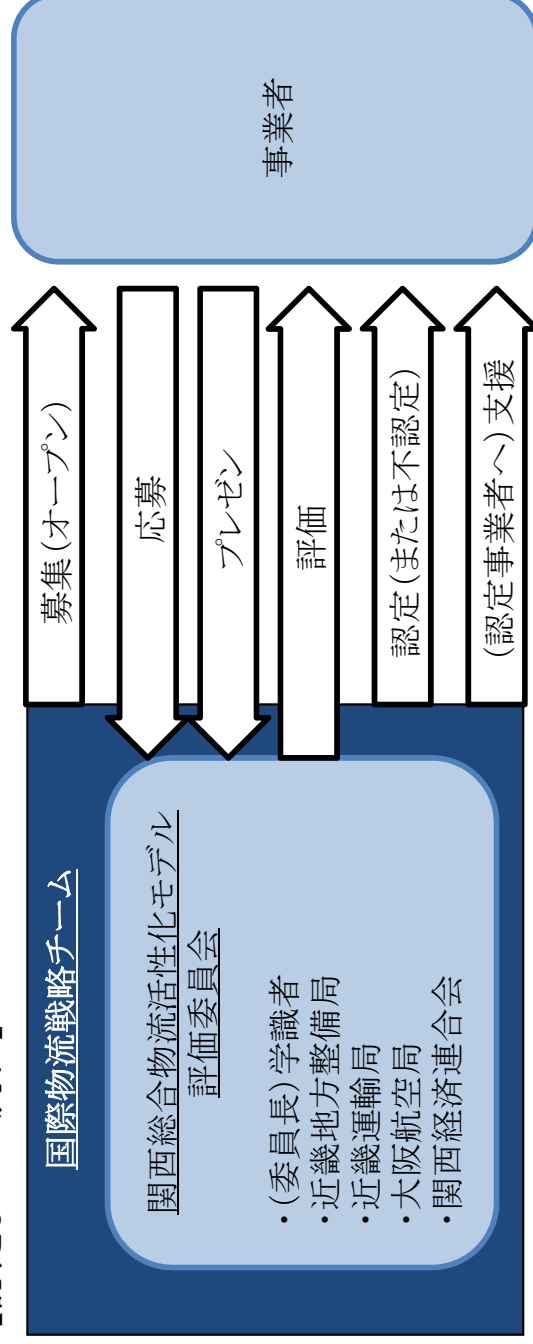 国際物流戦略チーム
関西総合物流活性化モデル
評価委員会
・(委員長)学識者
・近畿地方整備局
・近畿運輸局
・大阪航空局
・関西経済連合会
募集(オープン)
応募
プレゼン
評価
認定(または不認定)
(認定事業者へ)支援
事業者